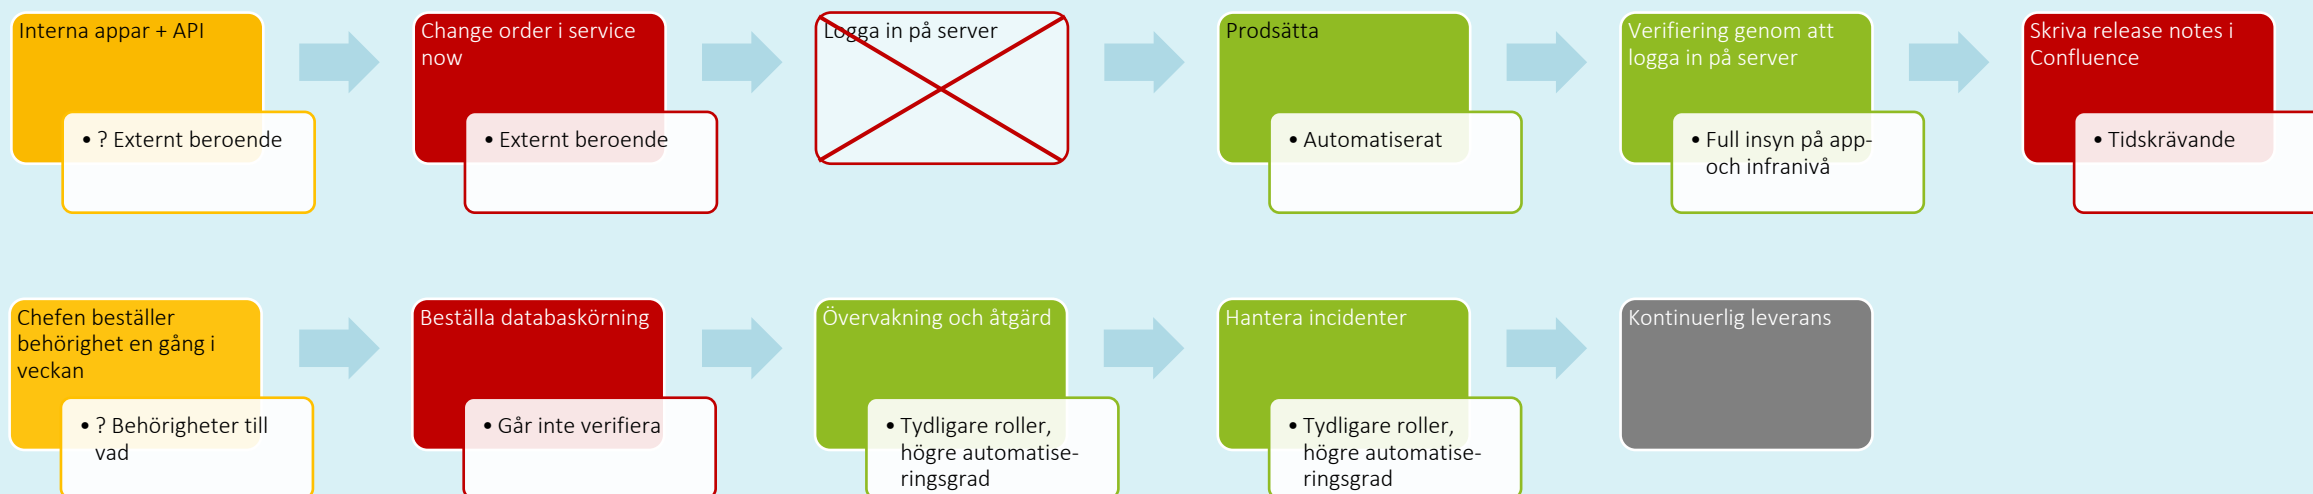 Interna appar + API
• ? Externt beroende
Change order i service
now
• Externt beroende
Logga in på server
Prodsätta
• Automatiserat
Verifiering genom att
logga in på server
• Full insyn på app-
och infranivå
Skriva release notes i
Confluence
• Tidskrävande
Chefen beställer
behörighet en gång i
veckan
• ? Behörigheter till
vad
Beställa databaskörning
• Går inte verifiera
Övervakning och åtgärd
• Tydligare roller,
högre automatise-
ringsgrad
Hantera incidenter
• Tydligare roller,
högre automatise-
ringsgrad
Kontinuerlig leverans